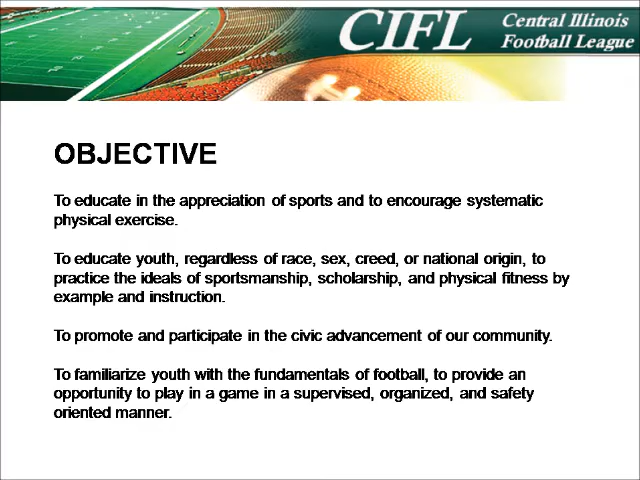 CIFL
Central Illinois
Football League
OBJECTIVE
To educate in the appreciation of sports and to encourage systematic
physical exercise.
To educate youth, regardless of race, sex, creed, or national origin, to
practice the ideals of sportsmanship, scholarship, and physical fitness by
example and instruction.
To promote and participate in the civic advancement of our community.
To familiarize youth with the fundamentals of football, to provide an
opportunity to play in a game in a supervised, organized, and safety
oriented manner.